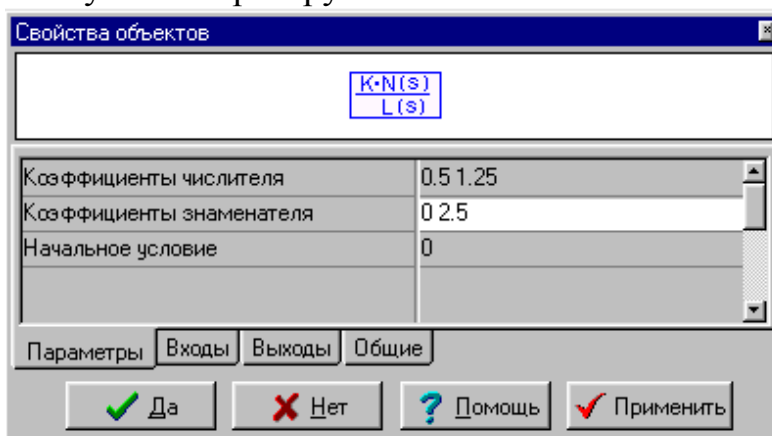 Свойства объектов
K·N(s)
L(s)
Коэффициенты числителя 0.5 1.25
Коэффициенты знаменателя 0 2.5
Начальное условие 0
Параметры Входы Выходы Общие
Да Нет Помощь Применить